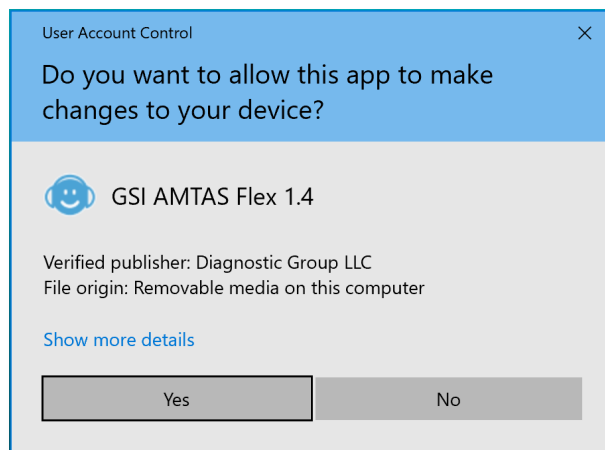 User Account Control
Do you want to allow this app to make
changes to your device?
GSI AMTAS Flex 1.4
Verified publisher: Diagnostic Group LLC
File origin: Removable media on this computer
Show more details
Yes
No